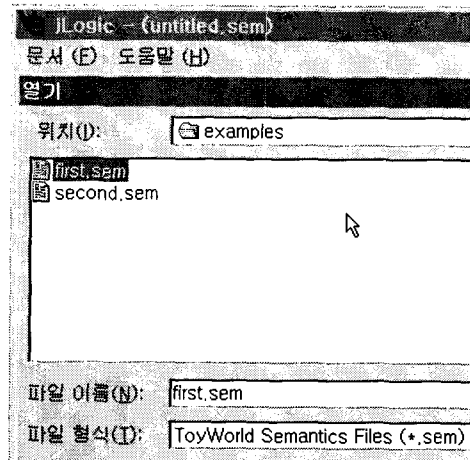 jLogic - (untitled.sem)
문서 (F) 도움말 (H)
열기
위치(I): examples
first.sem
second.sem
파일 이름(N): first.sem
파일 형식(T): ToyWorld Semantics Files (*.sem)